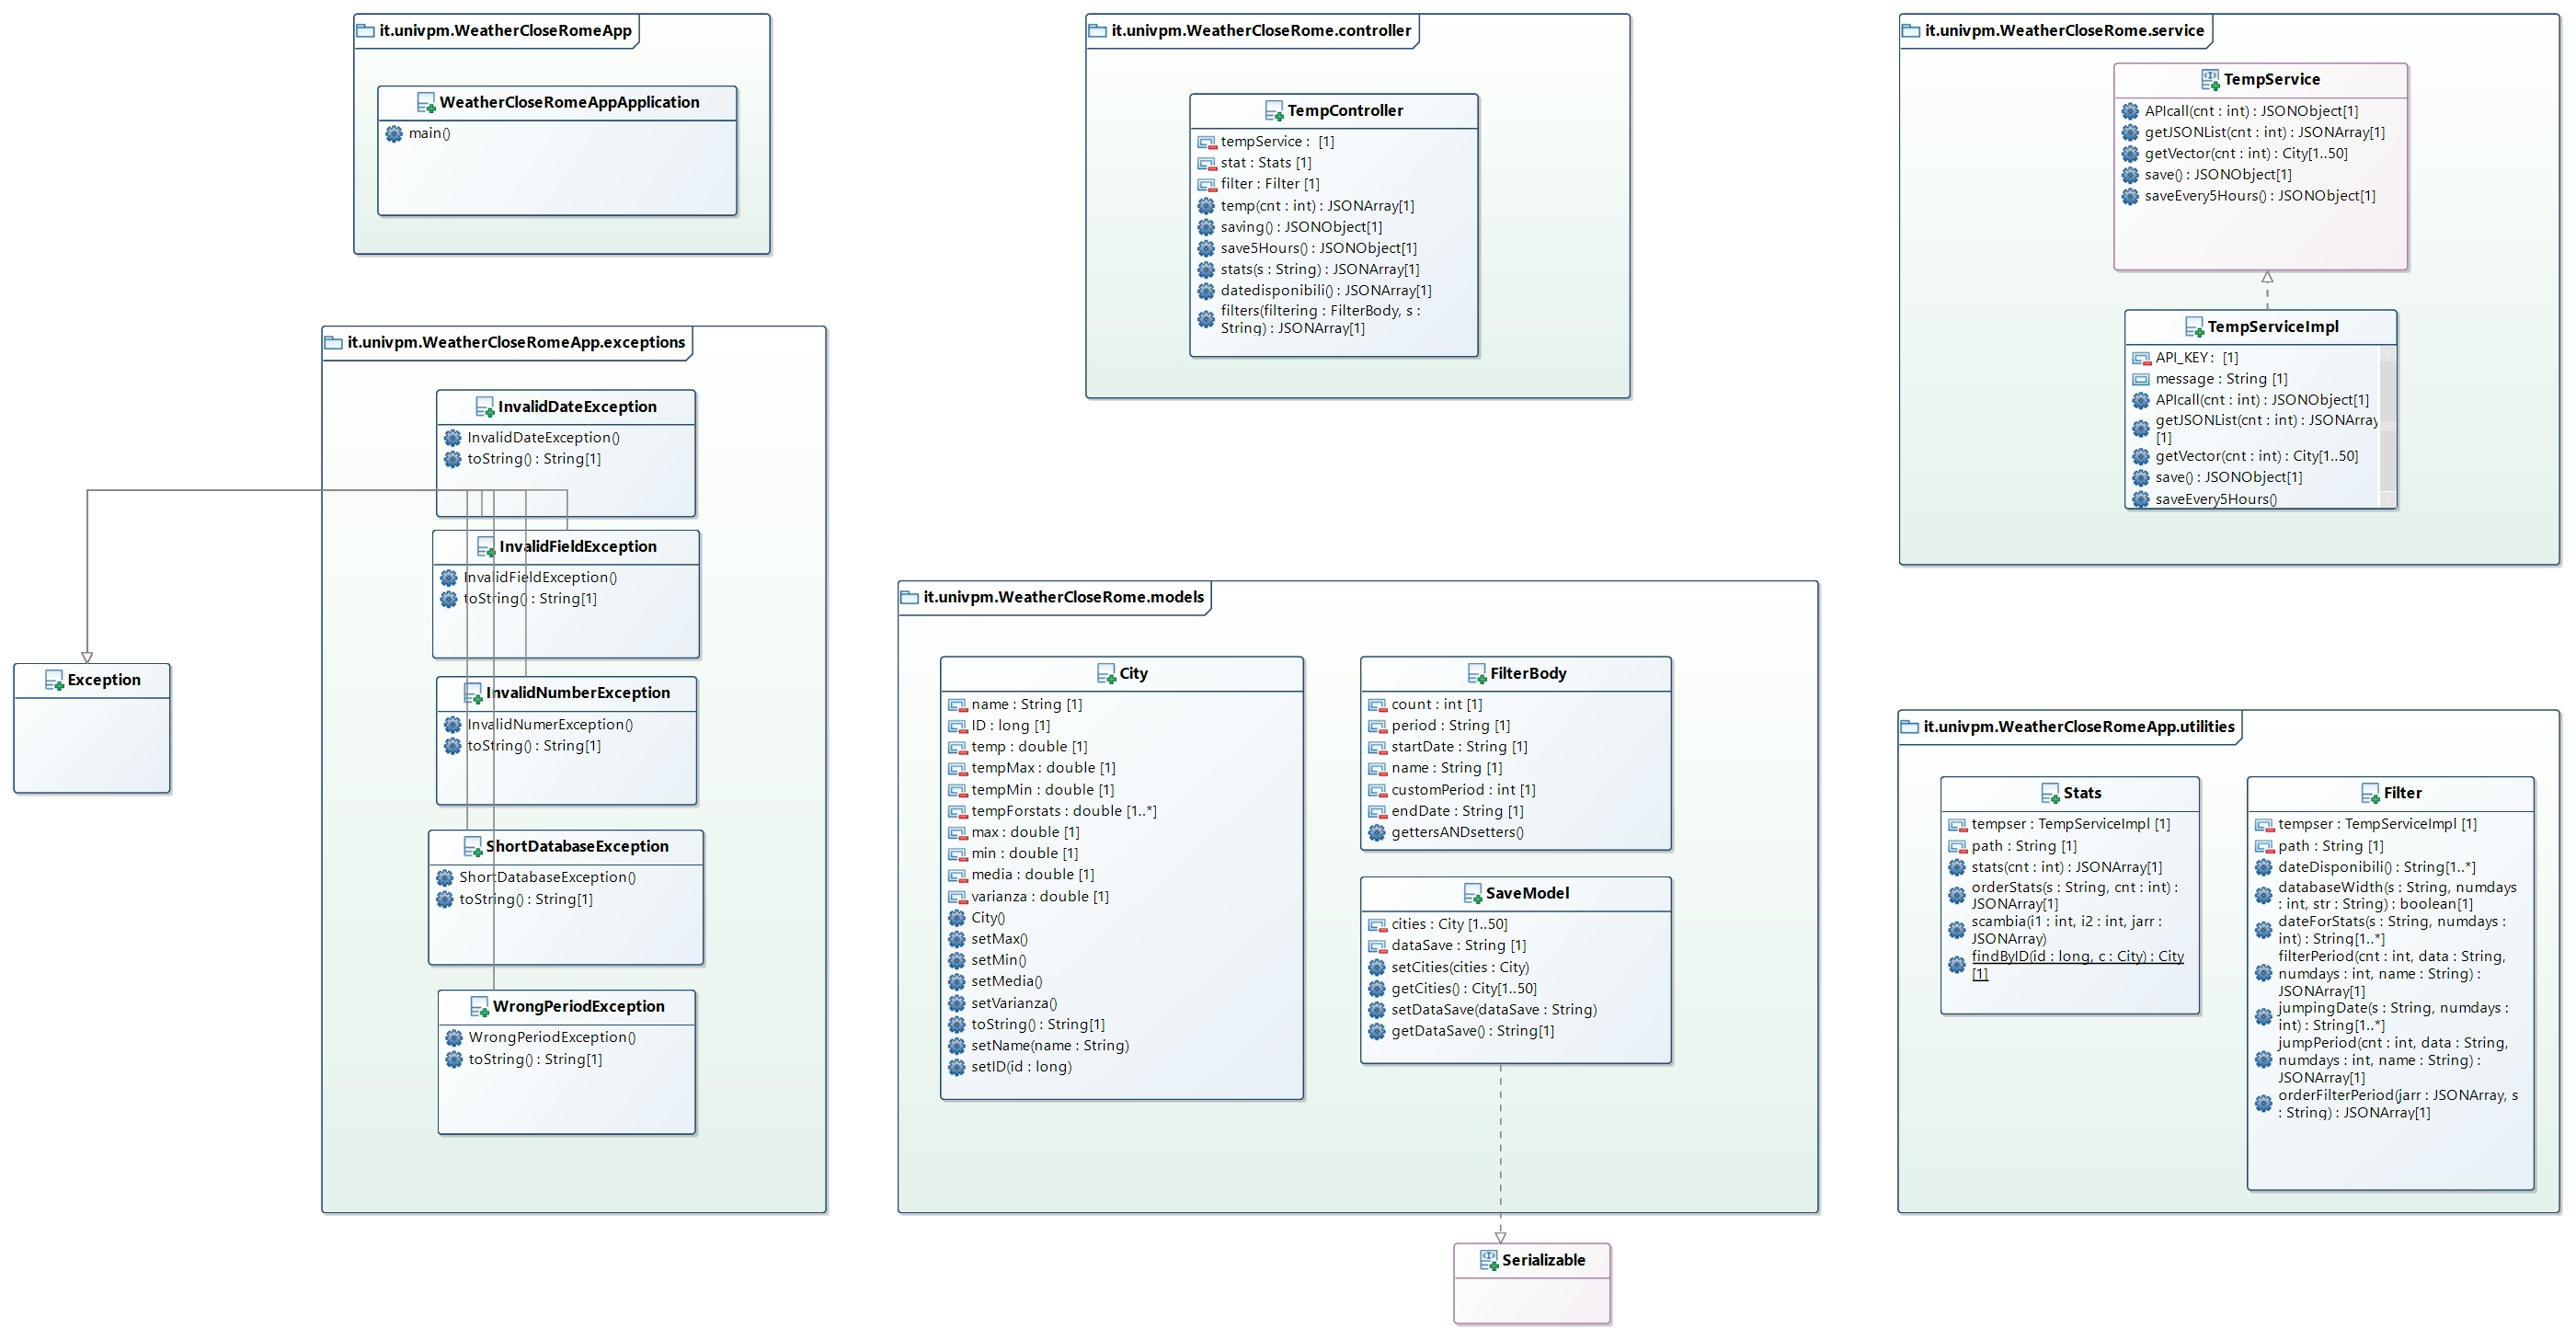 it.univpm.WeatherCloseRomeApp
WeatherCloseRomeAppApplication
main()
it.univpm.WeatherCloseRome.controller
TempController
tempService : [1]
stat : Stats [1]
filter : Filter [1]
temp(cnt : int) : JSONArray[1]
saving() : JSONObject[1]
save5Hours() : JSONObject[1]
stats(s : String) : JSONArray[1]
datedisponibili() : JSONArray[1]
filters(filtering : FilterBody, s :
String) : JSONArray[1]
it.univpm.WeatherCloseRome.service
TempService
APIcall(cnt : int) : JSONObject[1]
getJSONList(cnt : int) : JSONArray[1]
getVector(cnt : int) : City[1..50]
save() : JSONObject[1]
saveEvery5Hours() : JSONObject[1]
TempServiceImpl
API_KEY : [1]
message : String [1]
APIcall(cnt : int) : JSONObject[1]
getJSONList(cnt : int) : JSONArray
[1]
getVector(cnt : int) : City[1..50]
save() : JSONObject[1]
saveEvery5Hours()
it.univpm.WeatherCloseRomeApp.exceptions
InvalidDateException
InvalidDateException()
toString() : String[1]
InvalidFieldException
InvalidFieldException()
toString() : String[1]
InvalidNumberException
InvalidNumerException()
toString() : String[1]
ShortDatabaseException
ShortDatabaseException()
toString() : String[1]
WrongPeriodException
WrongPeriodException()
toString() : String[1]
Exception
it.univpm.WeatherCloseRome.models
City
name : String [1]
ID : long [1]
temp : double [1]
tempMax : double [1]
tempMin : double [1]
tempForstats : double [1..*]
max : double [1]
min : double [1]
media : double [1]
varianza : double [1]
City()
setMax()
setMin()
setMedia()
setVarianza()
toString() : String[1]
setName(name : String)
setID(id : long)
FilterBody
count : int [1]
period : String [1]
startDate : String [1]
name : String [1]
customPeriod : int [1]
endDate : String [1]
gettersANDsetters()
SaveModel
cities : City [1..50]
dataSave : String [1]
setCities(cities : City)
getCities() : City[1..50]
setDataSave(dataSave : String)
getDataSave() : String[1]
Serializable
it.univpm.WeatherCloseRomeApp.utilities
Stats
tempser : TempServiceImpl [1]
path : String [1]
stats(cnt : int) : JSONArray[1]
orderStats(s : String, cnt : int) :
JSONArray[1]
scambia(i1 : int, i2 : int, jarr :
JSONArray)
findByID(id : long, c : City) : City
[1]
Filter
tempser : TempServiceImpl [1]
path : String [1]
dateDisponibili() : String[1..*]
databaseWidth(s : String, numdays
: int, str : String) : boolean[1]
dateForStats(s : String, numdays :
int) : String[1..*]
filterPeriod(cnt : int, data : String,
numdays : int, name : String) :
JSONArray[1]
jumpingDate(s : String, numdays :
int) : String[1..*]
jumpPeriod(cnt : int, data : String,
numdays : int, name : String) :
JSONArray[1]
orderFilterPeriod(jarr : JSONArray, s
: String) : JSONArray[1]